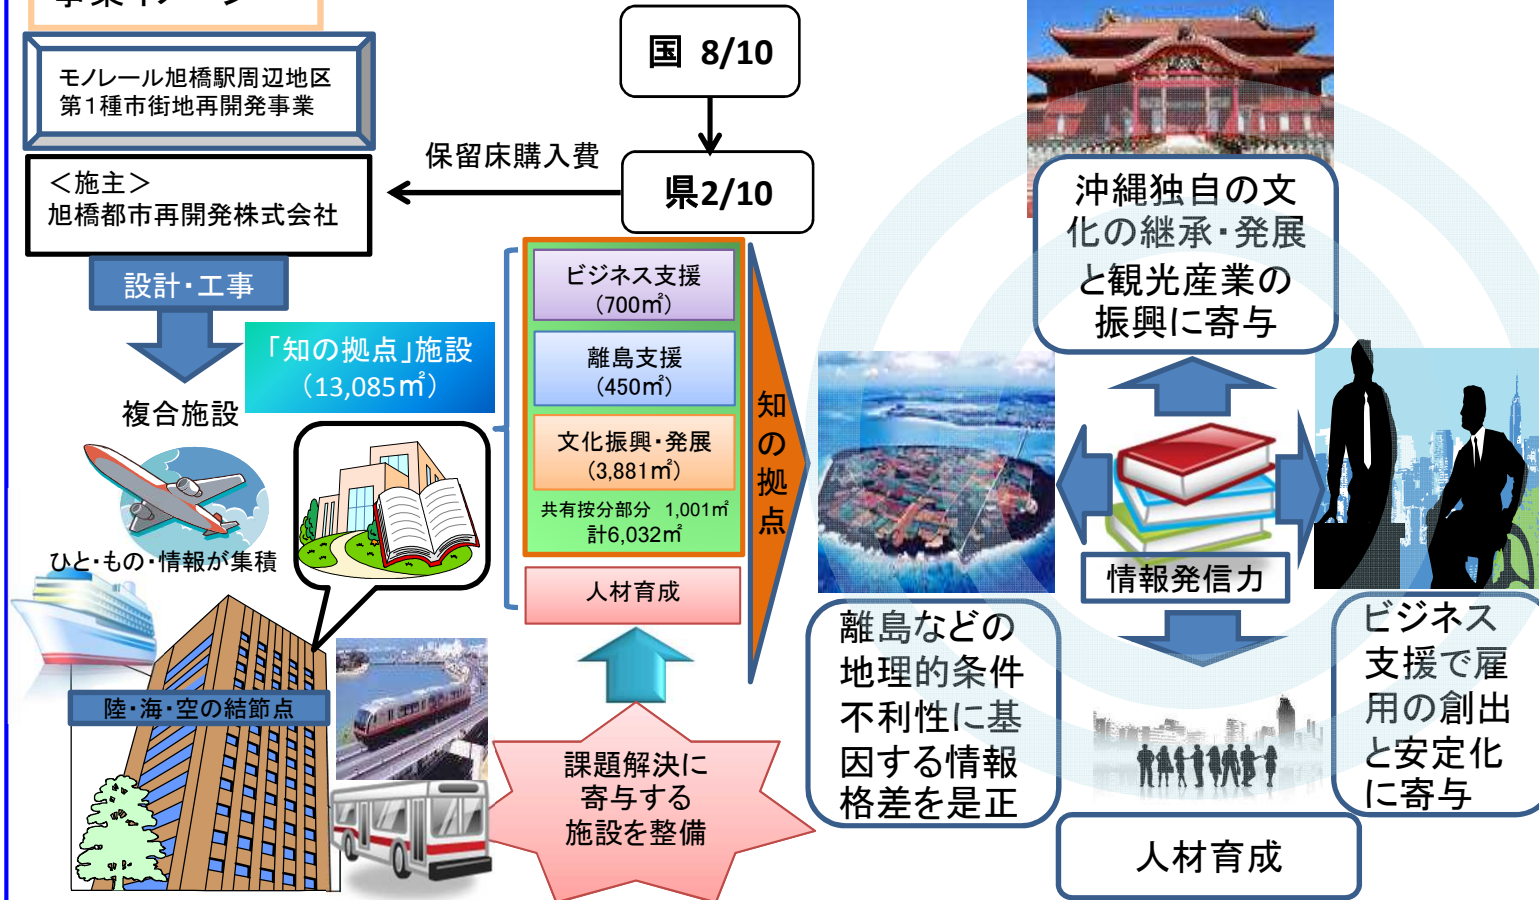 モノレール旭橋駅周辺地区
第1種市街地再開発事業
＜施主＞
旭橋都市再開発株式会社
設計・工事
国 8/10
県2/10
保留床購入費
「知の拠点」施設
(13,085㎡)
複合施設
ひと・もの・情報が集積
陸・海・空の結節点
ビジネス支援
(700㎡)
離島支援
(450㎡)
文化振興・発展
(3,881㎡)
共有按分部分 1,001㎡
計6,032㎡
人材育成
課題解決に
寄与する
施設を整備
知の拠点
沖縄独自の文
化の継承・発展
と観光産業の
振興に寄与
情報発信力
離島などの
地理的条件
不利性に基
因する情報
格差を是正
ビジネス
支援で雇
用の創出
と安定化
に寄与
人材育成